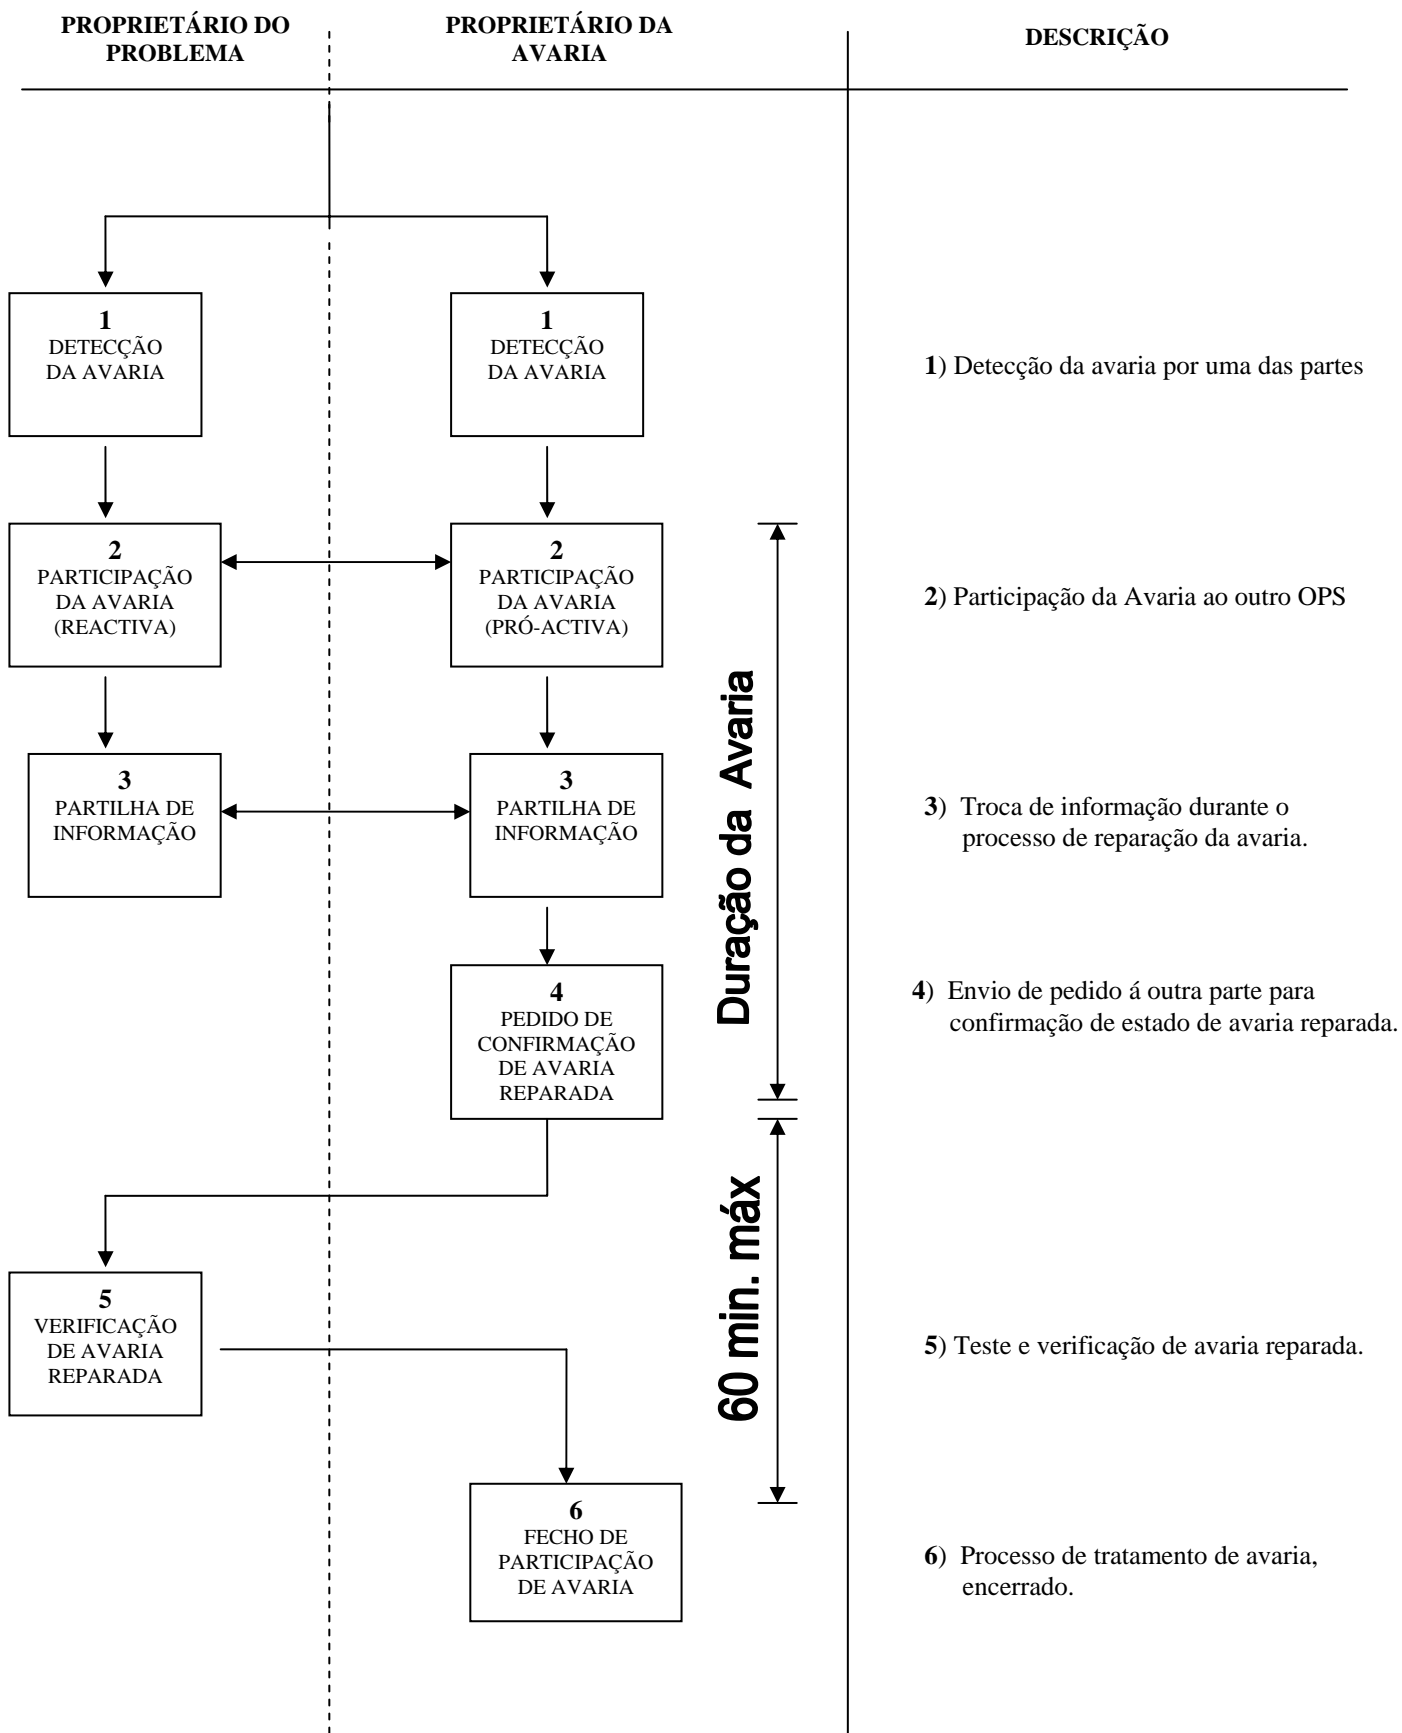 PROPRIETÁRIO DO
PROBLEMA
PROPRIETÁRIO DA
AVARIA
DESCRIÇÃO
1
DETECÇÃO
DA AVARIA
1
DETECÇÃO
DA AVARIA
1) Detecção da avaria por uma das partes
2
PARTICIPAÇÃO
DA AVARIA
(REACTIVA)
2
PARTICIPAÇÃO
DA AVARIA
(PRÓ-ACTIVA)
2) Participação da Avaria ao outro OPS
Duração da Avaria
3
PARTILHA DE
INFORMAÇÃO
3
PARTILHA DE
INFORMAÇÃO
3) Troca de informação durante o
processo de reparação da avaria.
4
PEDIDO DE
CONFIRMAÇÃO
DE AVARIA
REPARADA
4) Envio de pedido á outra parte para
confirmação de estado de avaria reparada.
60 min. máx
5
VERIFICAÇÃO
DE AVARIA
REPARADA
5) Teste e verificação de avaria reparada.
6
FECHO DE
PARTICIPAÇÃO
DE AVARIA
6) Processo de tratamento de avaria,
encerrado.